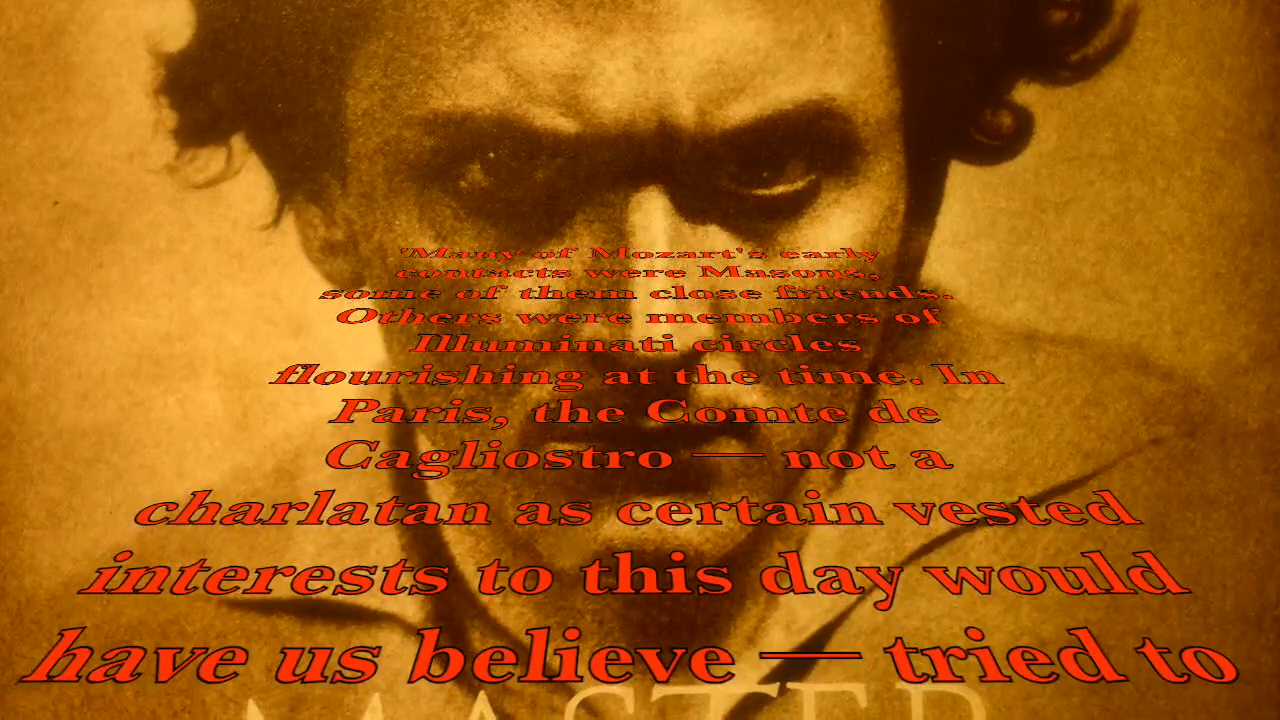 'Many of Mozart's early
contacts were Masons,
some of them close friends.
Others were members of
Illuminati circles
flourishing at the time. In
Paris, the Comte de
Cagliostro — not a
charlatan as certain vested
interests to this day would
have us believe — tried to
MASTER